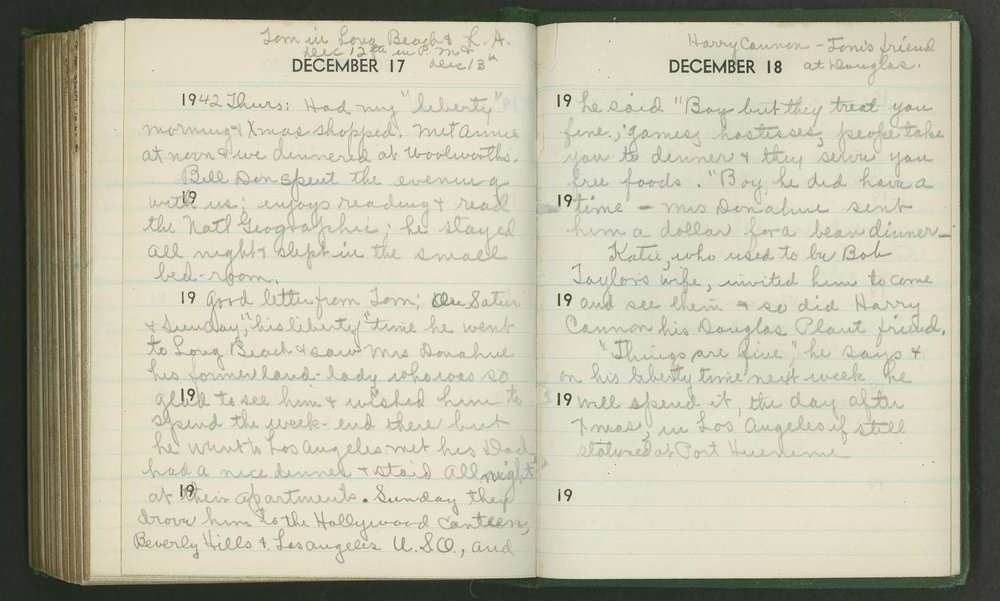 Tom in Long Beach & L. A.
Dec 12th in P.M. &
DECEMBER 17 Dec 13th
1942 Thurs: Had my "liberty"
morning & Xmas shopped. Met Annie
at noon & we dinnered at Woolworths.
Bill Don spent the evening
19
with us; enjoys reading & read
the Natl Geographic; he stayed
all night & slept in the small
bed-room.
19 Good letter from Tom; On Satur
& Sunday, "his liberty" time he went
to Long Beach & saw Mrs Donahue
his former land-lady who was so
19
glad to see him & wished him to
spend the week-end there but
he went to Los Angeles met his Dad,
had a nice dinner & staid all night
19
at their apartments. Sunday they
drove him to the Hollywood Canteen,
Beverly Hills & Los angeles U.S.O., and
Harry Cannon - Tom's friend
DECEMBER 18 at Douglas.
19 he said "Boy but they treat you
fine.; games, hostesses, peope take
you to dinner & they serve you
free foods. "Boy he did have a
19 time - Mrs Donahue sent
him a dollar for a bean dinner-
Katie, who used to be Bob
Taylors wife, invited him to come
19 and see them & so did Harry
Cannon his Douglas Plant friend.
"Things are fine," he says &
on his liberty time next week he
19 will spend it, the day after
Xmas, in Los Angeles if still
stationed at Port Hueneme
19